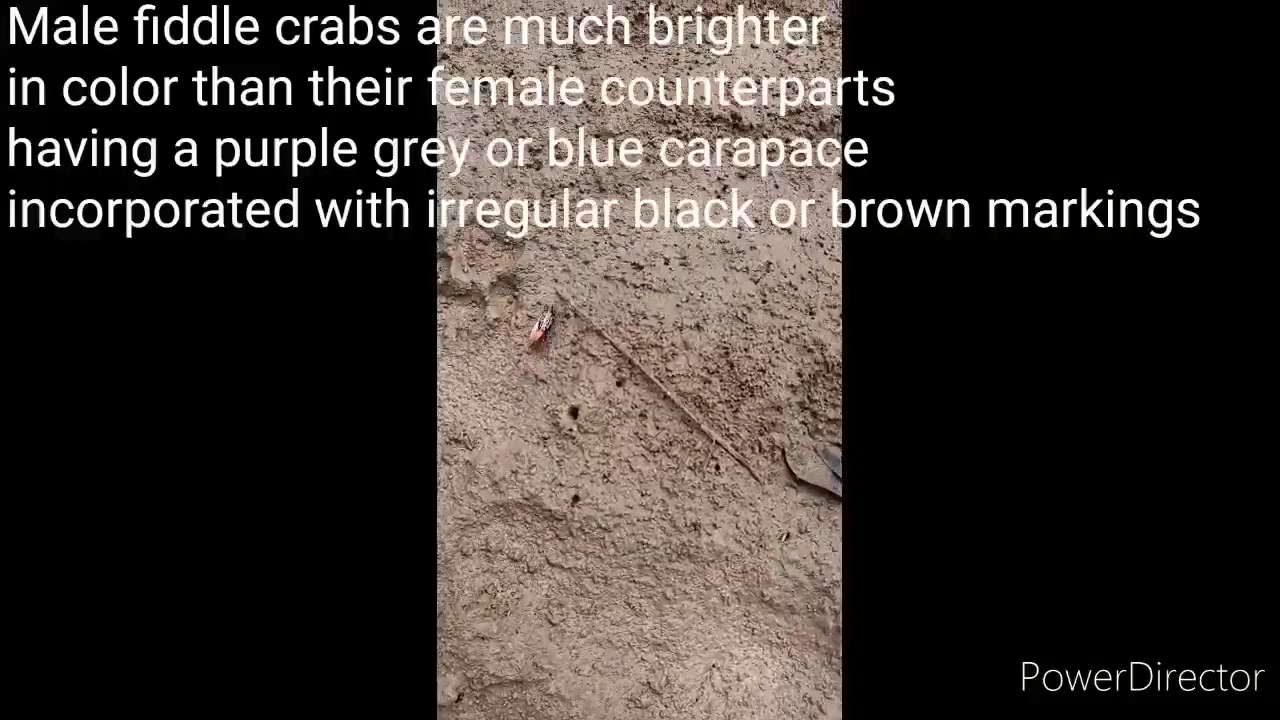 Male fiddle crabs are much brighter
in color than their female counterparts
having a purple grey or blue carapace
incorporated with irregular black or brown markings
PowerDirector